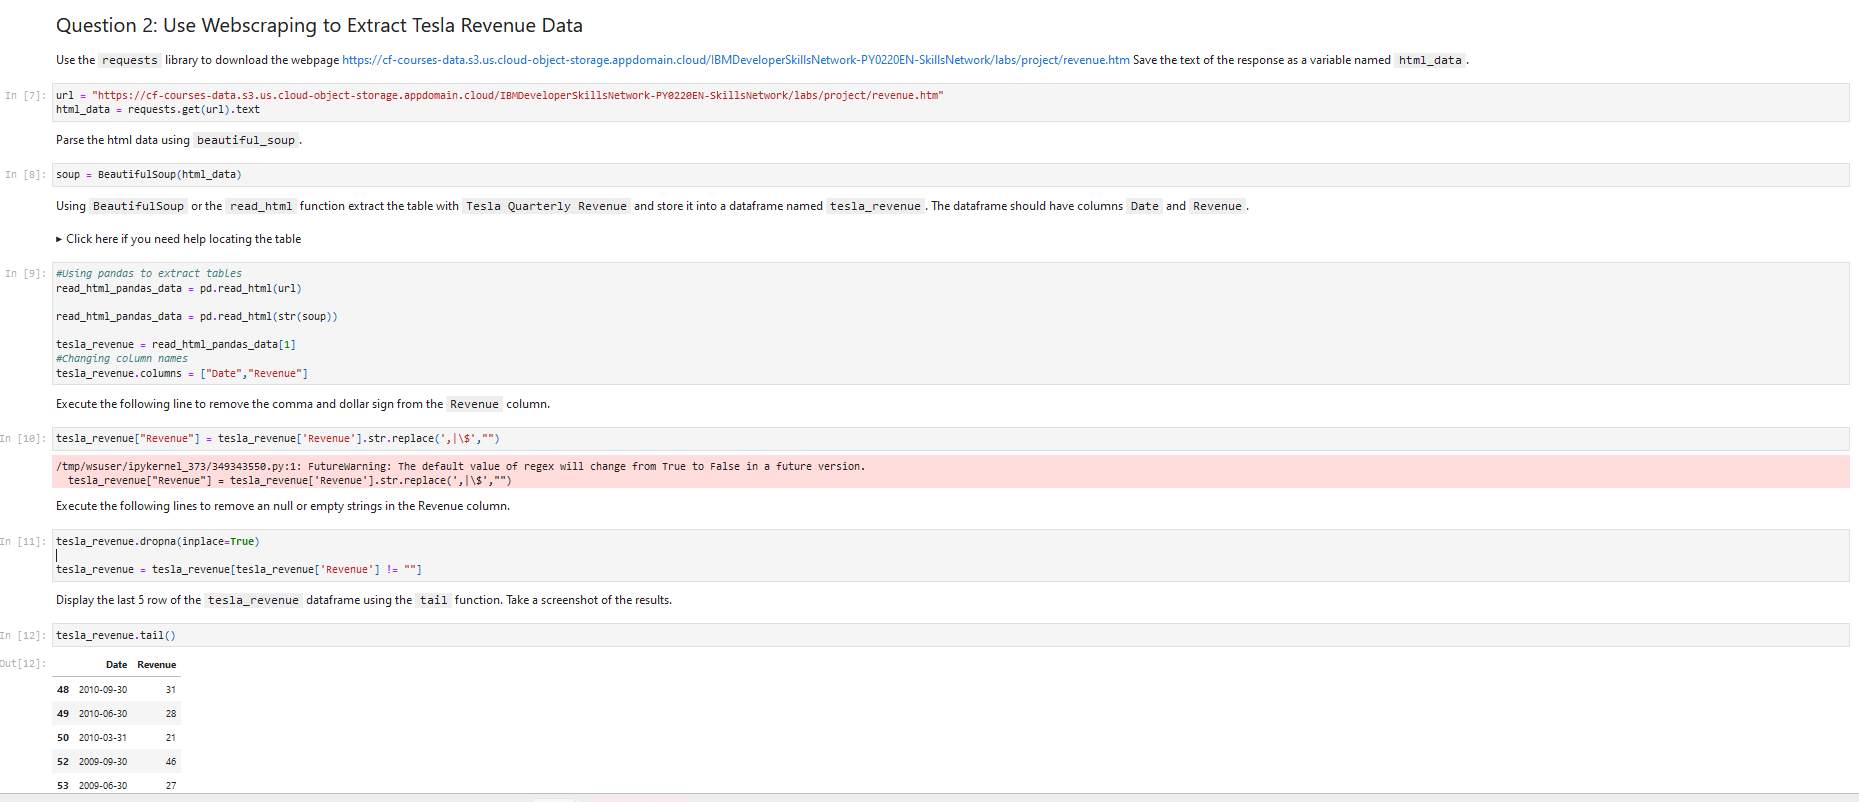 Question 2: Use Webscraping to Extract Tesla Revenue Data
Use the requests library to download the webpage https://cf-courses-data.s3.us.cloud-object-storage.appdomain.cloud/IBMDeveloperSkillsNetwork-PY0220EN-SkillsNetwork/labs/project/revenue.htm Save the text of the response as a variable named html_data .
In [7]: url = "https://cf-courses-data.s3.us.cloud-object-storage.appdomain.cloud/IBMDeveloperSkillsNetwork-PY0220EN-SkillsNetwork/labs/project/revenue.htm"
html_data = requests.get(url).text
Parse the html data using beautiful_soup .
In [8]: soup = BeautifulSoup(html_data)
Using BeautifulSoup or the read_html function extract the table with Tesla Quarterly Revenue and store it into a dataframe named tesla_revenue . The dataframe should have columns Date and Revenue .
▸ Click here if you need help locating the table
In [9]: #Using pandas to extract tables
read_html_pandas_data = pd.read_html(url)
read_html_pandas_data = pd.read_html(str(soup))
tesla_revenue = read_html_pandas_data[1]
#Changing column names
tesla_revenue.columns = ["Date","Revenue"]
Execute the following line to remove the comma and dollar sign from the Revenue column.
In [10]: tesla_revenue["Revenue"] = tesla_revenue['Revenue'].str.replace(',|\$',"")
/tmp/wsuser/ipykernel_373/349343550.py:1: FutureWarning: The default value of regex will change from True to False in a future version.
tesla_revenue["Revenue"] = tesla_revenue['Revenue'].str.replace(',|\$',"")
Execute the following lines to remove an null or empty strings in the Revenue column.
In [11]: tesla_revenue.dropna(inplace=True)
tesla_revenue = tesla_revenue[tesla_revenue['Revenue'] != ""]
Display the last 5 row of the tesla_revenue dataframe using the tail function. Take a screenshot of the results.
In [12]: tesla_revenue.tail()
Out[12]: Date Revenue
48 2010-09-30 31
49 2010-06-30 28
50 2010-03-31 21
52 2009-09-30 46
53 2009-06-30 27